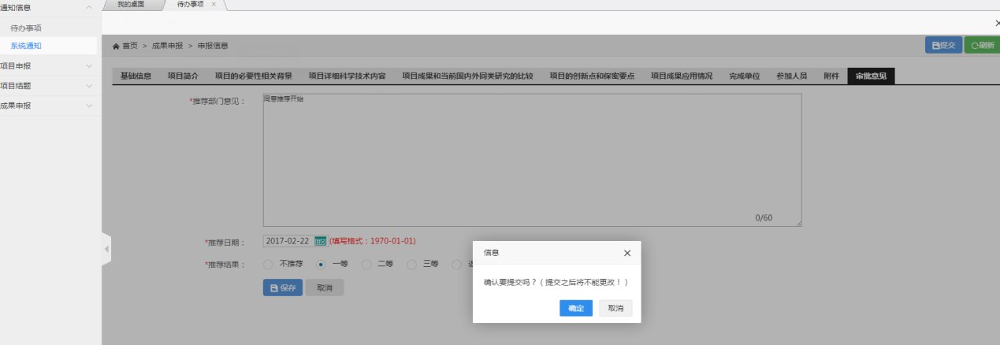 通知信息
待办事项
系统通知
项目申报
项目结题
成果申报
我的桌面 待办事项
首页 > 成果申报 > 申报信息
提交 刷新
基础信息 项目简介 项目的必要性相关背景 项目详细科学技术内容 项目成果和当前国内外同类研究的比较 项目的创新点和保密要点 项目成果应用情况 完成单位 参加人员 附件 审批意见
*推荐部门意见：
同意推荐开始
0/60
*推荐日期： 2017-02-22 (填写格式：1970-01-01)
*推荐结果： 不推荐 一等 二等 三等
保存 取消
信息
确认要提交吗？（提交之后将不能更改！）
确定 取消